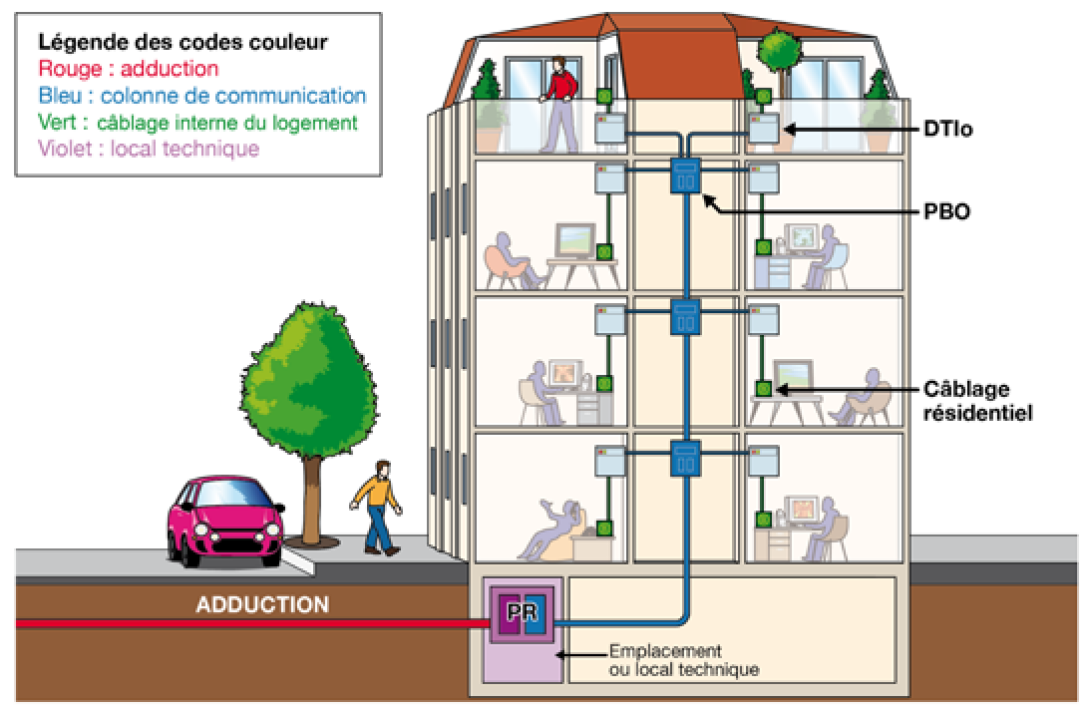 Légende des codes couleur
Rouge : adduction
Bleu : colonne de communication
Vert : câblage interne du logement
Violet : local technique
DTIo
PBO
Câblage
résidentiel
ADDUCTION
PR
Emplacement
ou local technique